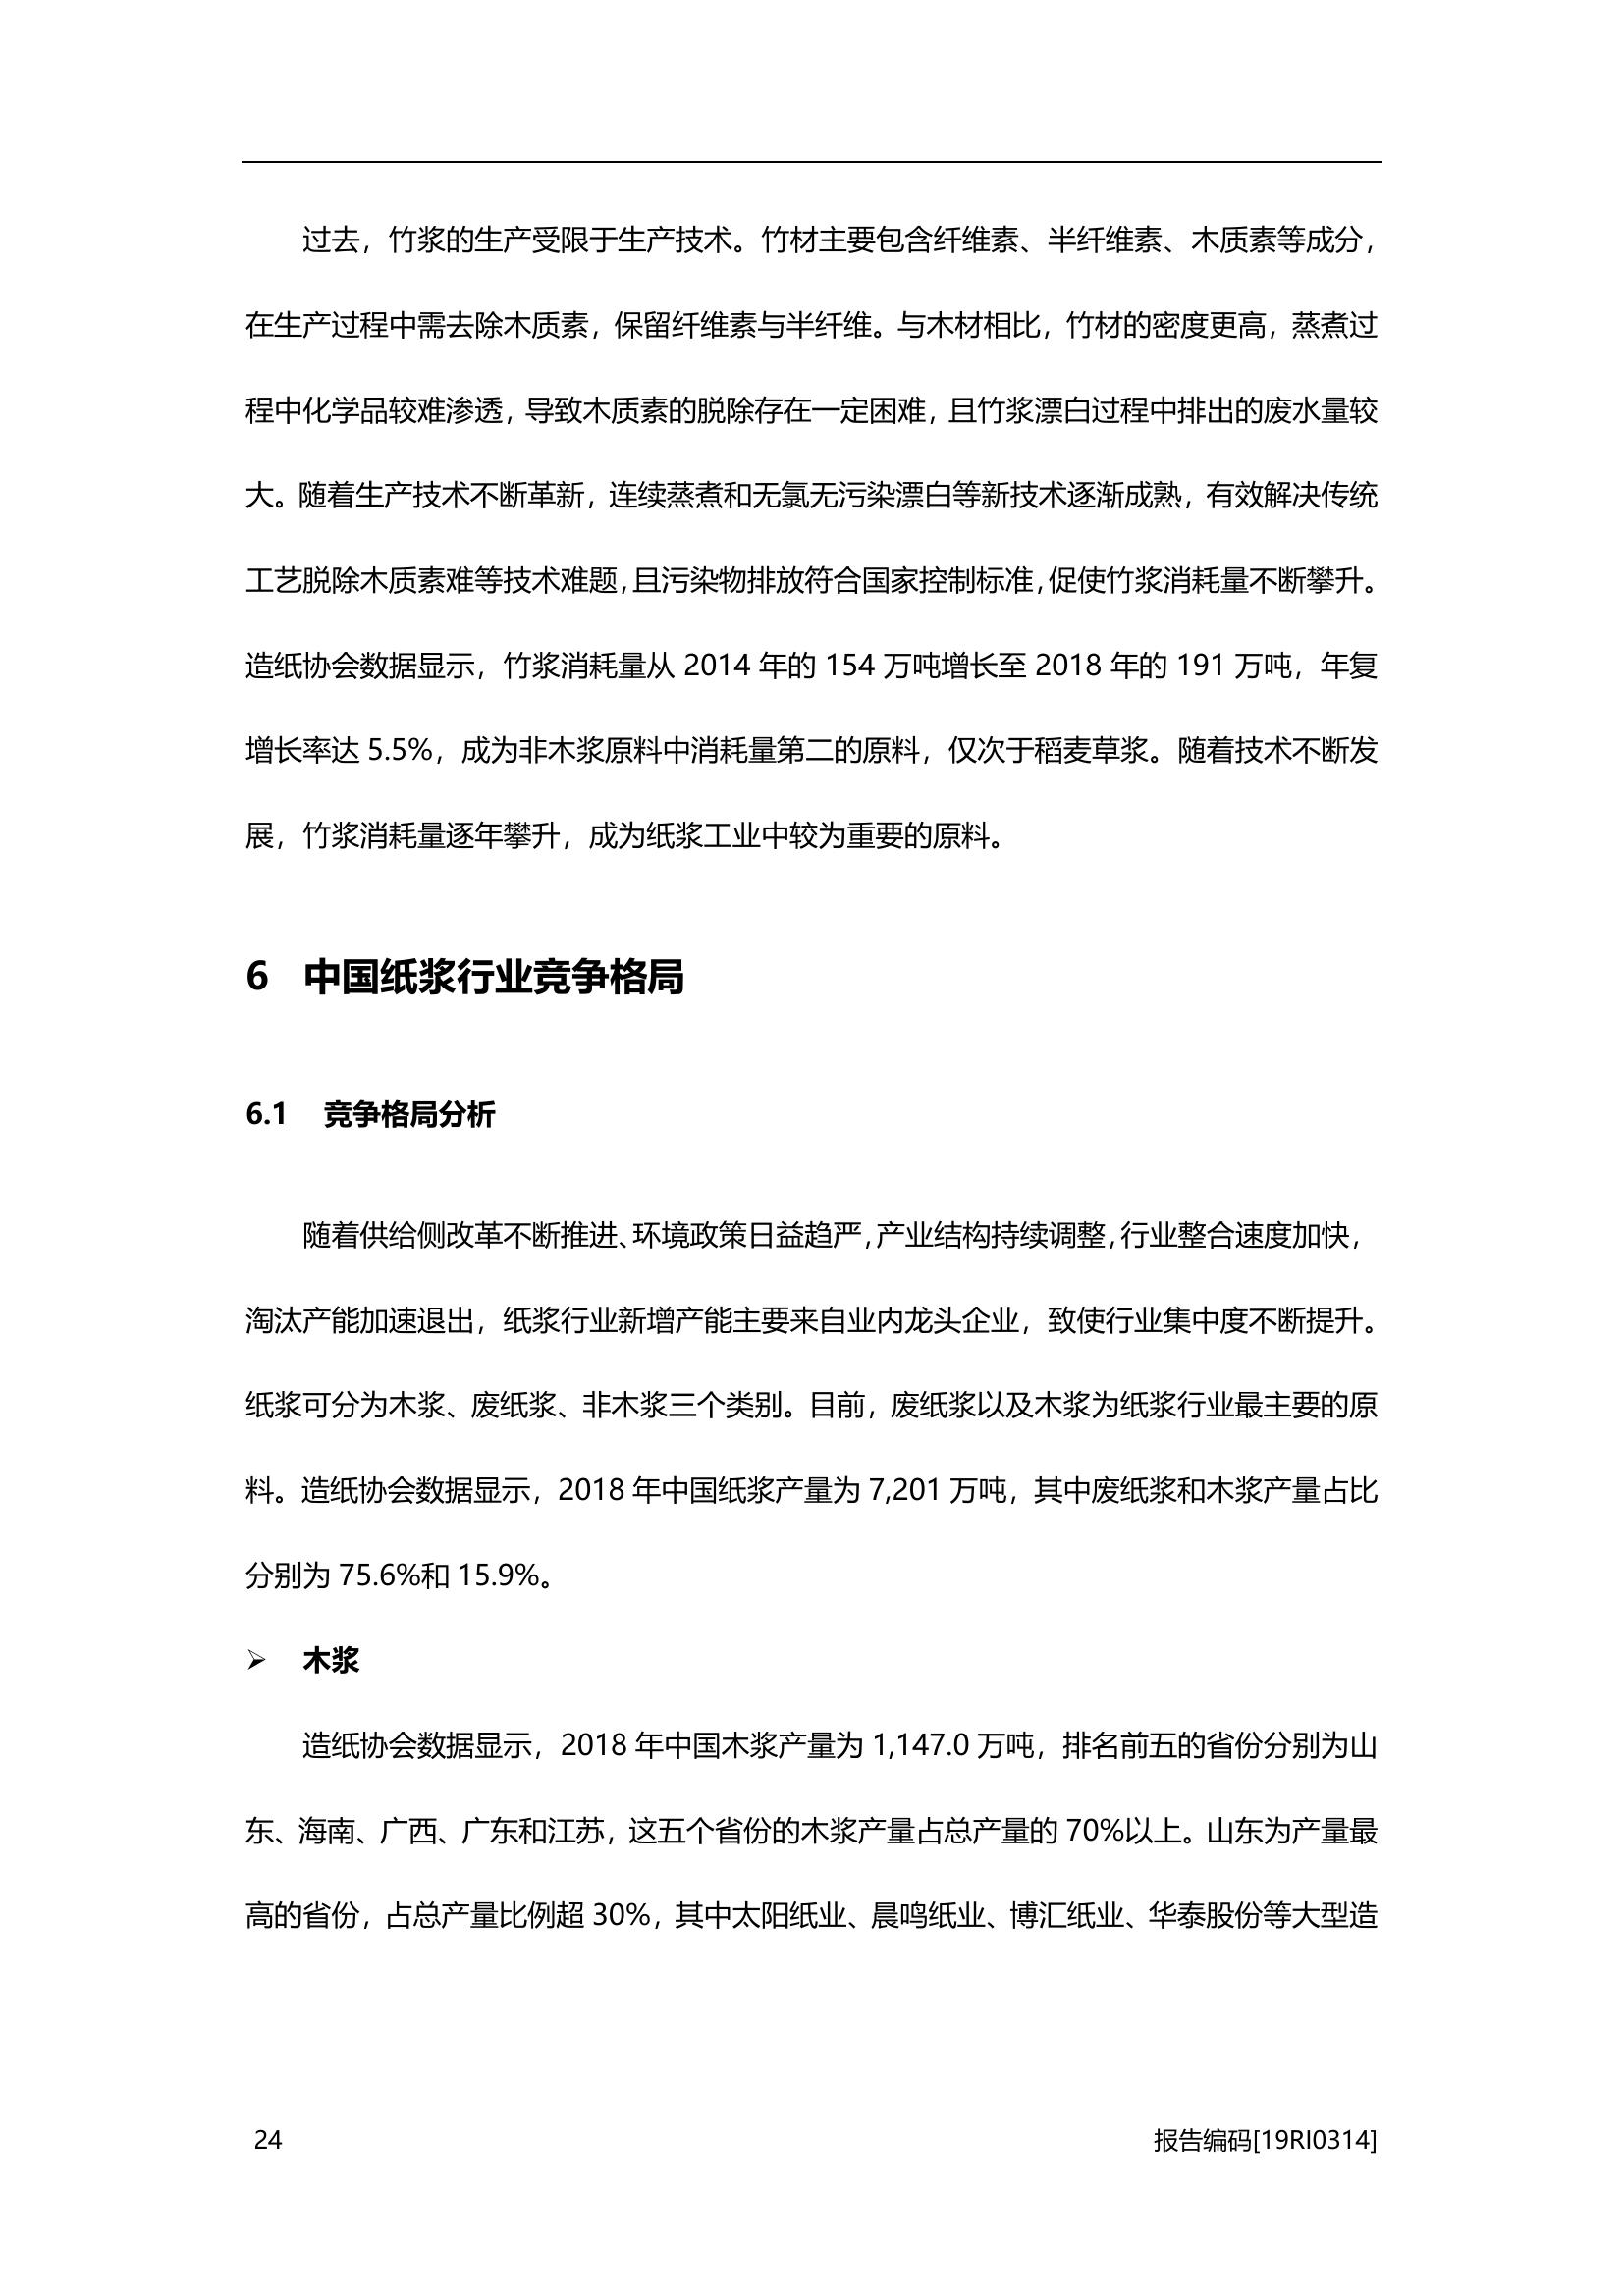 过去，竹浆的生产受限于生产技术。竹材主要包含纤维素、半纤维素、木质素等成分，
在生产过程中需去除木质素，保留纤维素与半纤维。与木材相比，竹材的密度更高，蒸煮过
程中化学品较难渗透，导致木质素的脱除存在一定困难，且竹浆漂白过程中排出的废水量较
大。随着生产技术不断革新，连续蒸煮和无氯无污染漂白等新技术逐渐成熟，有效解决传统
工艺脱除木质素难等技术难题，且污染物排放符合国家控制标准，促使竹浆消耗量不断攀升。
造纸协会数据显示，竹浆消耗量从 2014 年的 154 万吨增长至 2018 年的 191 万吨，年复
增长率达 5.5%，成为非木浆原料中消耗量第二的原料，仅次于稻麦草浆。随着技术不断发
展，竹浆消耗量逐年攀升，成为纸浆工业中较为重要的原料。
6 中国纸浆行业竞争格局
6.1 竞争格局分析
随着供给侧改革不断推进、环境政策日益趋严，产业结构持续调整，行业整合速度加快，
淘汰产能加速退出，纸浆行业新增产能主要来自业内龙头企业，致使行业集中度不断提升。
纸浆可分为木浆、废纸浆、非木浆三个类别。目前，废纸浆以及木浆为纸浆行业最主要的原
料。造纸协会数据显示，2018 年中国纸浆产量为 7,201 万吨，其中废纸浆和木浆产量占比
分别为 75.6%和 15.9%。
➢ 木浆
造纸协会数据显示，2018 年中国木浆产量为 1,147.0 万吨，排名前五的省份分别为山
东、海南、广西、广东和江苏，这五个省份的木浆产量占总产量的 70%以上。山东为产量最
高的省份，占总产量比例超 30%，其中太阳纸业、晨鸣纸业、博汇纸业、华泰股份等大型造
24 报告编码[19RI0314]